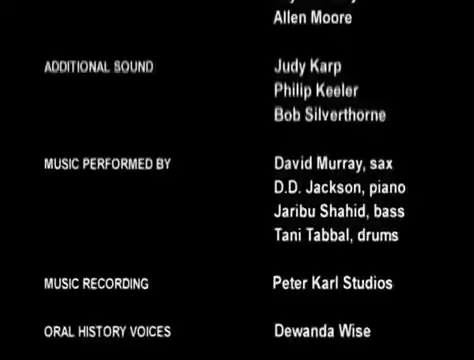 Allen Moore
ADDITIONAL SOUND Judy Karp
Philip Keeler
Bob Silverthorne
MUSIC PERFORMED BY David Murray, sax
D.D. Jackson, piano
Jaribu Shahid, bass
Tani Tabbal, drums
MUSIC RECORDING Peter Karl Studios
ORAL HISTORY VOICES Dewanda Wise